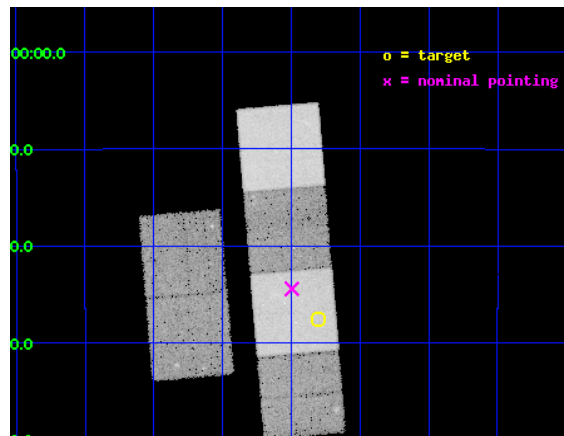 00:00.0
o = target
x = nominal pointing
0.0
0.0
0.0